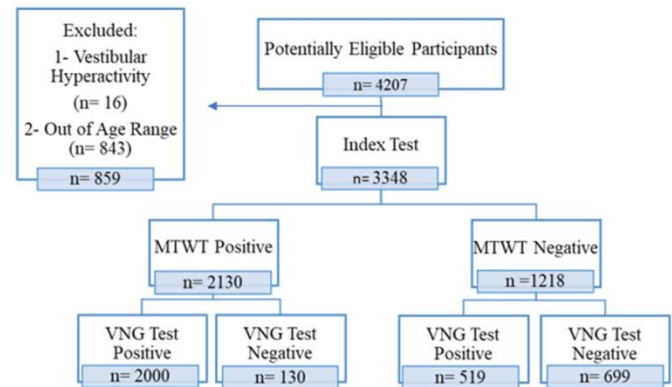 Excluded:
1- Vestibular
Hyperactivity
(n= 16)
2- Out of Age Range
(n= 843)
n= 859
Potentially Eligible Participants
n= 4207
Index Test
n= 3348
MTWT Positive
n= 2130
MTWT Negative
n =1218
VNG Test
Positive
n= 2000
VNG Test
Negative
n= 130
VNG Test
Positive
n= 519
VNG Test
Negative
n= 699